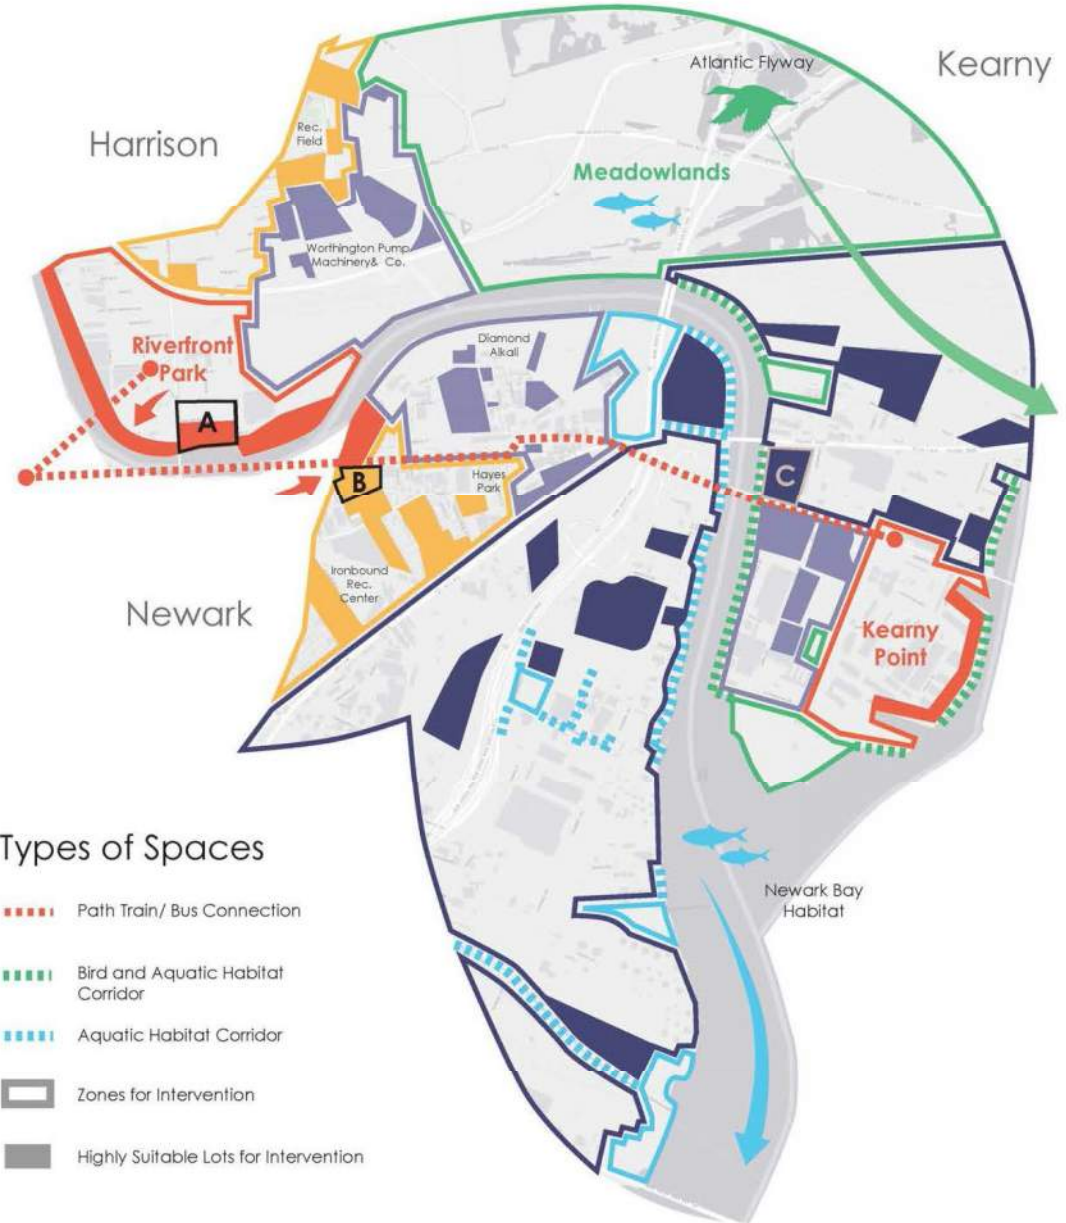 Atlantic Flyway
Kearny
Harrison
Rec.
Field
Meadowlands
Worthington Pump
Machinery& Co.
Riverfront
Park
Diamond
Alkali
A
B
Hayes
Park
C
Ironbound
Rec.
Center
Newark
Kearny
Point
Types of Spaces
Path Train/ Bus Connection
Bird and Aquatic Habitat
Corridor
Aquatic Habitat Corridor
Zones for Intervention
Highly Suitable Lots for Intervention
Newark Bay
Habitat